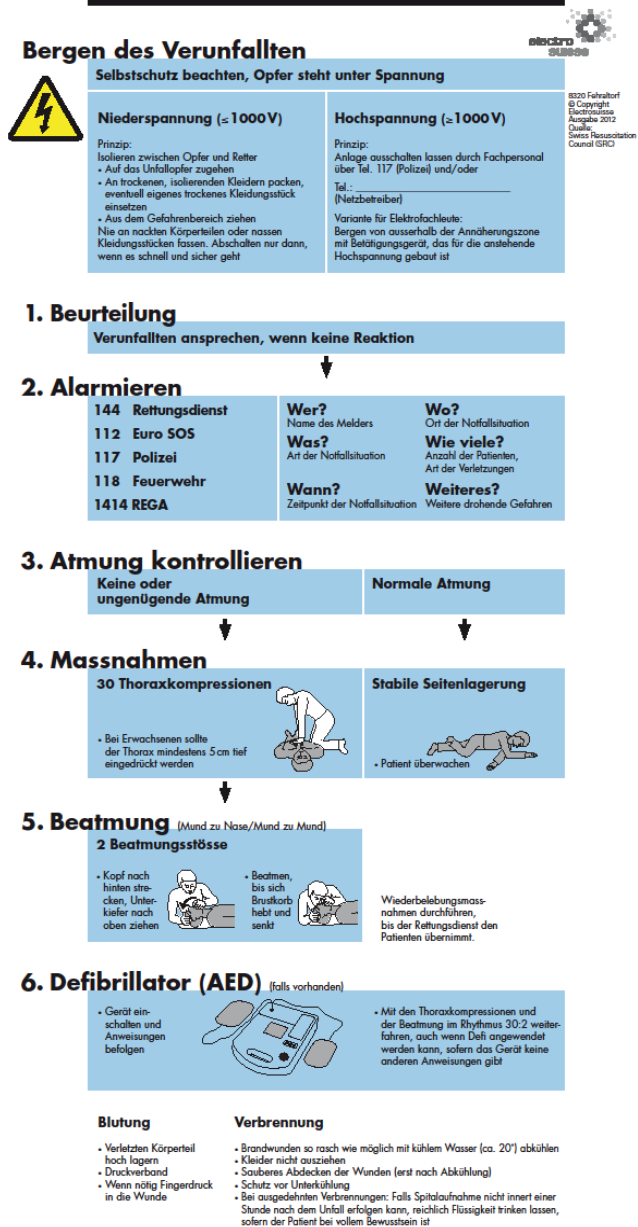 Bergen des Verunfallten
electro
suisse
Selbstschutz beachten, Opfer steht unter Spannung
8320 Fehraltorf
© Copyright
Electrosuisse
Ausgabe 2012
Quelle:
Swiss Resuscitation
Council (SRC)
Niederspannung (≤1000 V)
Prinzip:
Isolieren zwischen Opfer und Retter
• Auf das Unfallopfer zugehen
• An trockenen, isolierenden Kleidern packen,
eventuell eigenes trockenes Kleidungsstück
einsetzen
• Aus dem Gefahrenbereich ziehen
Nie an nackten Körperteilen oder nassen
Kleidungsstücken fassen. Abschalten nur dann,
wenn es schnell und sicher geht
Hochspannung (≥1000 V)
Prinzip:
Anlage ausschalten lassen durch Fachpersonal
über Tel. 117 (Polizei) und/oder
Tel.: ____________________
(Netzbetreiber)
Variante für Elektrofachleute:
Bergen von ausserhalb der Annäherungszone
mit Betätigungsgerät, das für die anstehende
Hochspannung gebaut ist
1. Beurteilung
Verunfallten ansprechen, wenn keine Reaktion
2. Alarmieren
144 Rettungsdienst
112 Euro SOS
117 Polizei
118 Feuerwehr
1414 REGA
Wer?
Name des Melders
Was?
Art der Notfallsituation
Wann?
Zeitpunkt der Notfallsituation
Wo?
Ort der Notfallsituation
Wie viele?
Anzahl der Patienten,
Art der Verletzungen
Weiteres?
Weitere drohende Gefahren
3. Atmung kontrollieren
Keine oder
ungenügende Atmung
Normale Atmung
4. Massnahmen
30 Thoraxkompressionen
• Bei Erwachsenen sollte
der Thorax mindestens 5 cm tief
eingedrückt werden
Stabile Seitenlagerung
• Patient überwachen
5. Beatmung (Mund zu Nase/Mund zu Mund)
2 Beatmungsstösse
• Kopf nach
hinten stre-
cken, Unter-
kiefer nach
oben ziehen
• Beatmen,
bis sich
Brustkorb
hebt und
senkt
Wiederbelebungsmass-
nahmen durchführen,
bis der Rettungsdienst den
Patienten übernimmt.
6. Defibrillator (AED) (falls vorhanden)
• Gerät ein-
schalten und
Anweisungen
befolgen
• Mit den Thoraxkompressionen und
der Beatmung im Rhythmus 30:2 weiter-
fahren, auch wenn Defi angewendet
werden kann, sofern das Gerät keine
anderen Anweisungen gibt
Blutung
• Verletzten Körperteil
hoch lagern
• Druckverband
• Wenn nötig Fingerdruck
in die Wunde
Verbrennung
• Brandwunden so rasch wie möglich mit kühlem Wasser (ca. 20°) abkühlen
• Kleider nicht ausziehen
• Sauberes Abdecken der Wunden (erst nach Abkühlung)
• Schutz vor Unterkühlung
• Bei ausgedehnten Verbrennungen: Falls Spitalaufnahme nicht innert einer
Stunde nach dem Unfall erfolgen kann, reichlich Flüssigkeit trinken lassen,
sofern der Patient bei vollem Bewusstsein ist